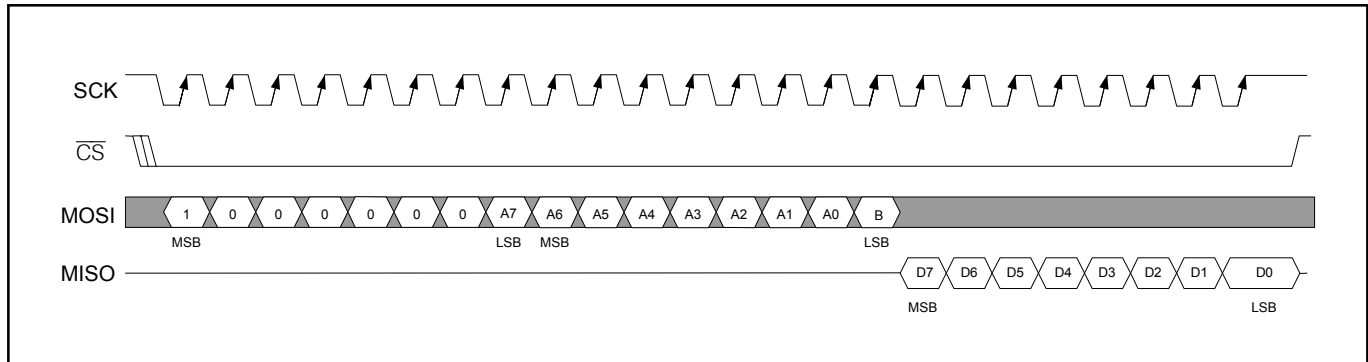 SCK
CS
MOSI 1 0 0 0 0 0 0 A7 A6 A5 A4 A3 A2 A1 A0 B
MSB LSB MSB LSB
MISO D7 D6 D5 D4 D3 D2 D1 D0
MSB LSB